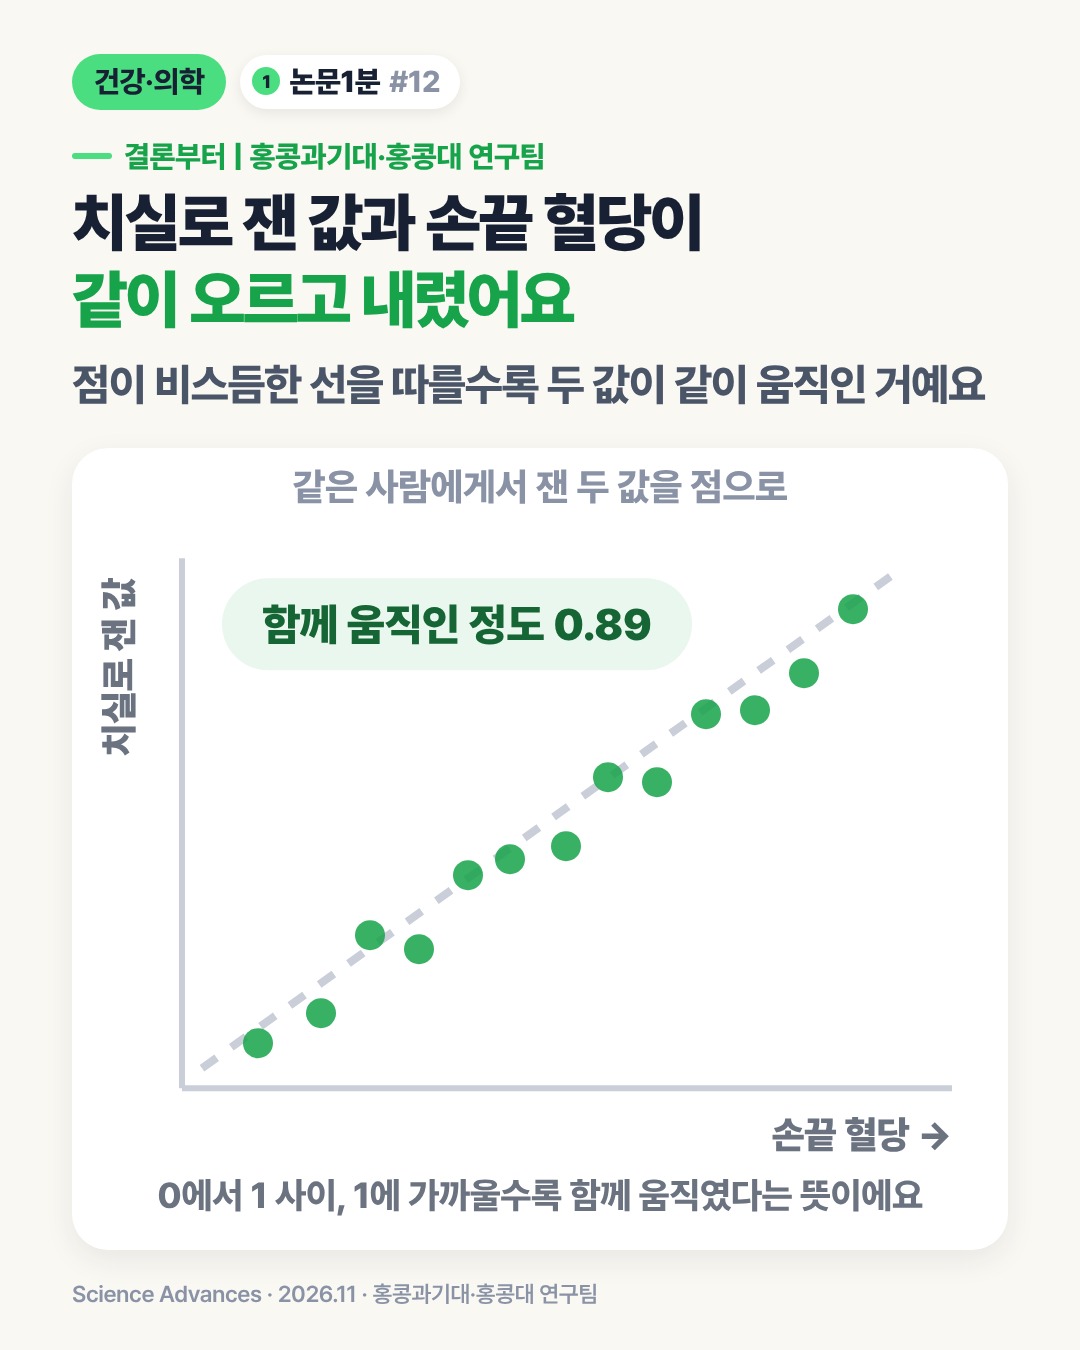 건강·의학
1 논문1분 #12
결론부터 | 홍콩과기대·홍콩대 연구팀
치실로 잰 값과 손끝 혈당이
같이 오르고 내렸어요
점이 비스듬한 선을 따를수록 두 값이 같이 움직인 거예요
같은 사람에게서 잰 두 값을 점으로
치실로 잰 값
함께 움직인 정도 0.89
손끝 혈당 →
0에서 1 사이, 1에 가까울수록 함께 움직였다는 뜻이에요
Science Advances · 2026.11 · 홍콩과기대·홍콩대 연구팀